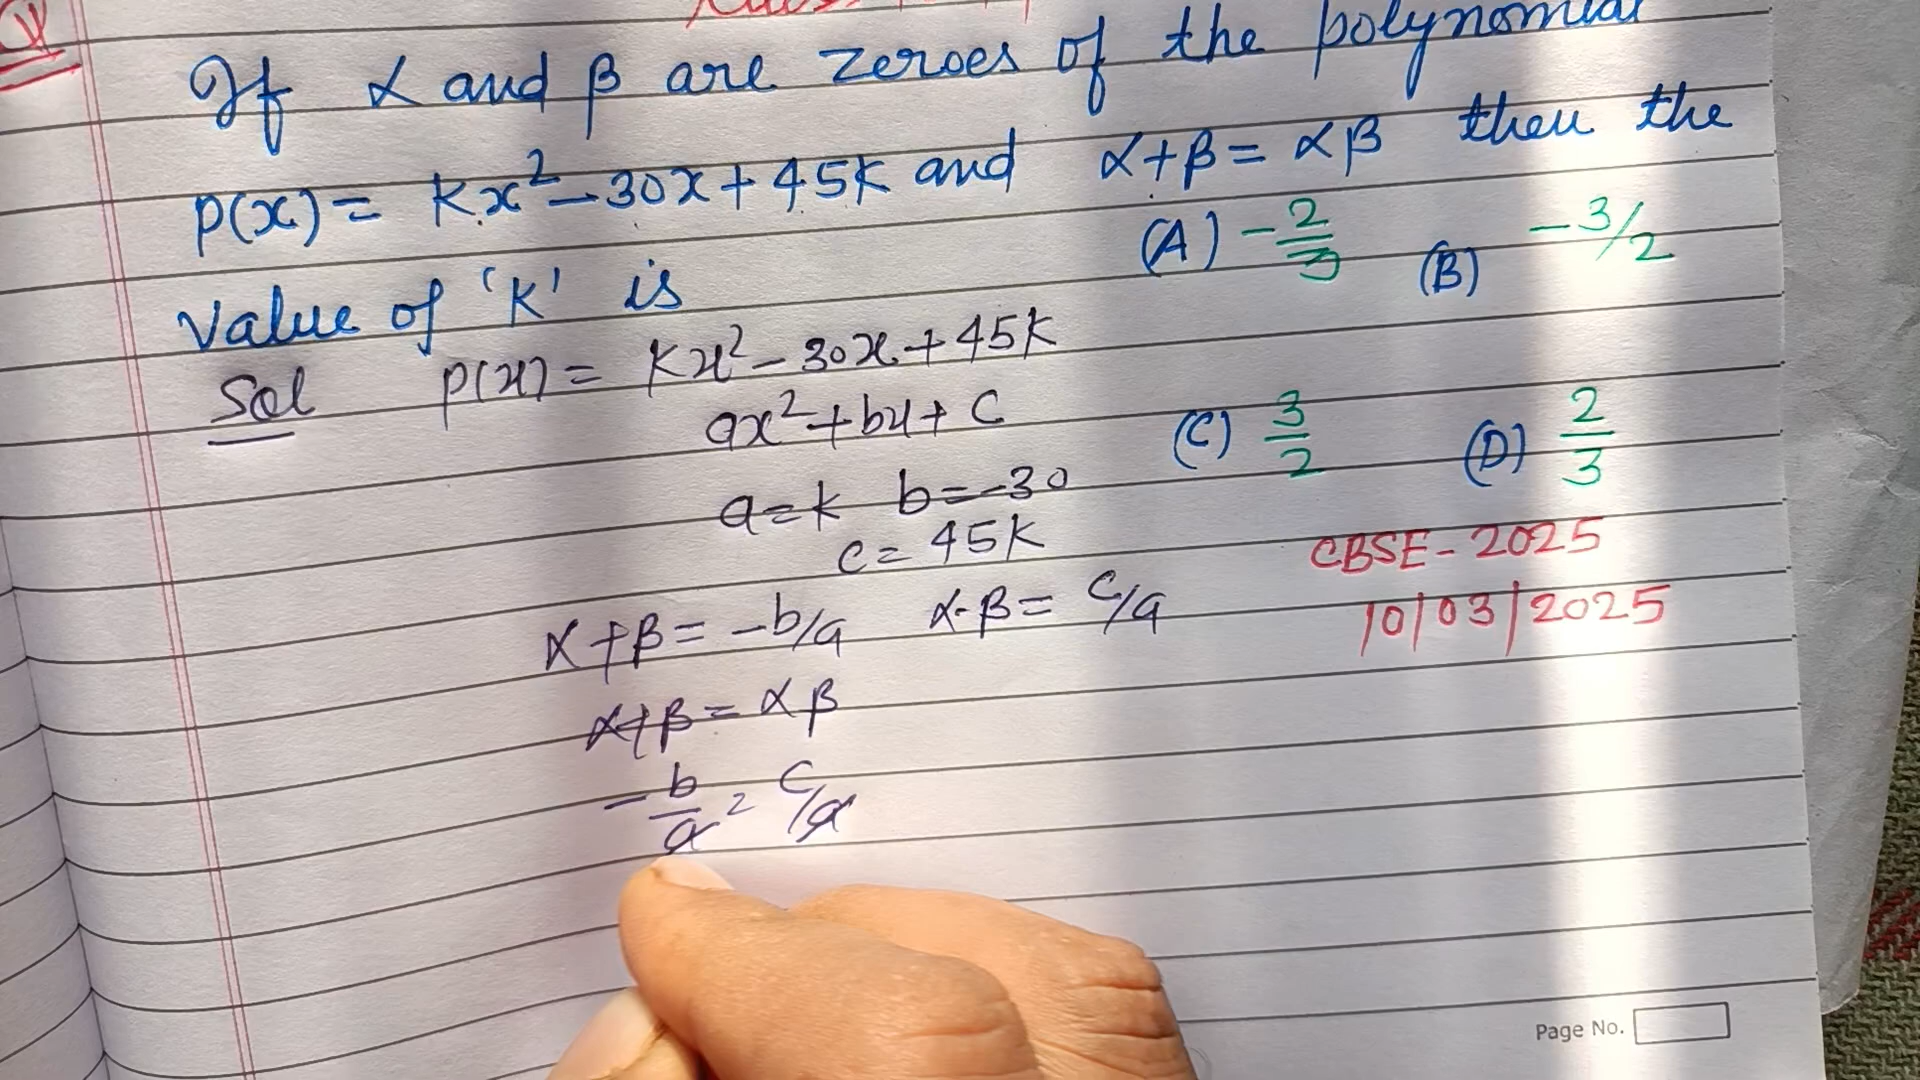 If α and β are zeroes of the polynomial
p(x) = kx² - 30x + 45k and α+β = αβ then the
value of 'k' is
(A) -2/3 (B) -3/2
Sol p(x) = kx² - 30x + 45k
ax² + bx + c
(C) 3/2 (D) 2/3
a = k b = -30
c = 45k
CBSE - 2025
α + β = -b/a α·β = c/a
10/03/2025
α+β = αβ
-b/a = c/a
Page No.